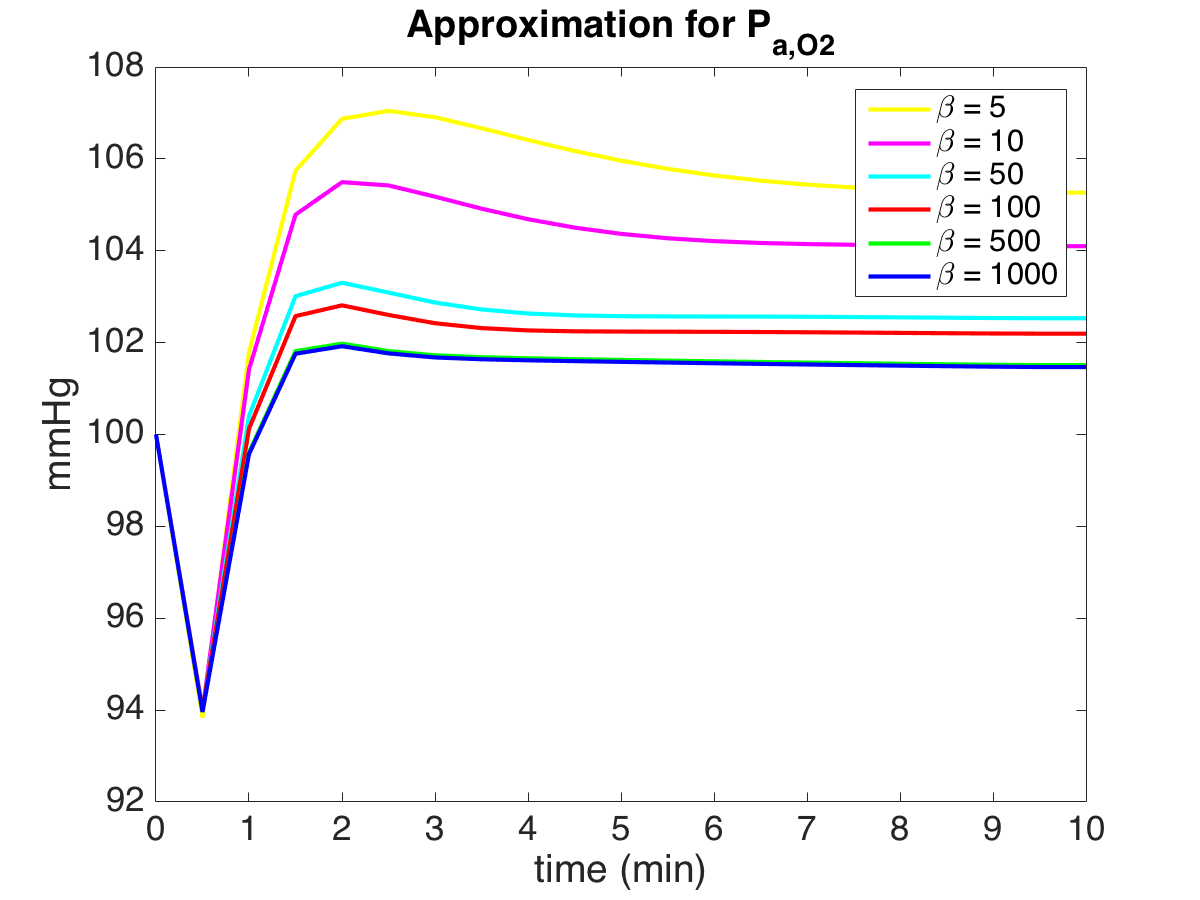 Approximation for Pa,O2
108
106
104
102
100
98
96
94
92
mmHg
β = 5
β = 10
β = 50
β = 100
β = 500
β = 1000
0 1 2 3 4 5 6 7 8 9 10
time (min)